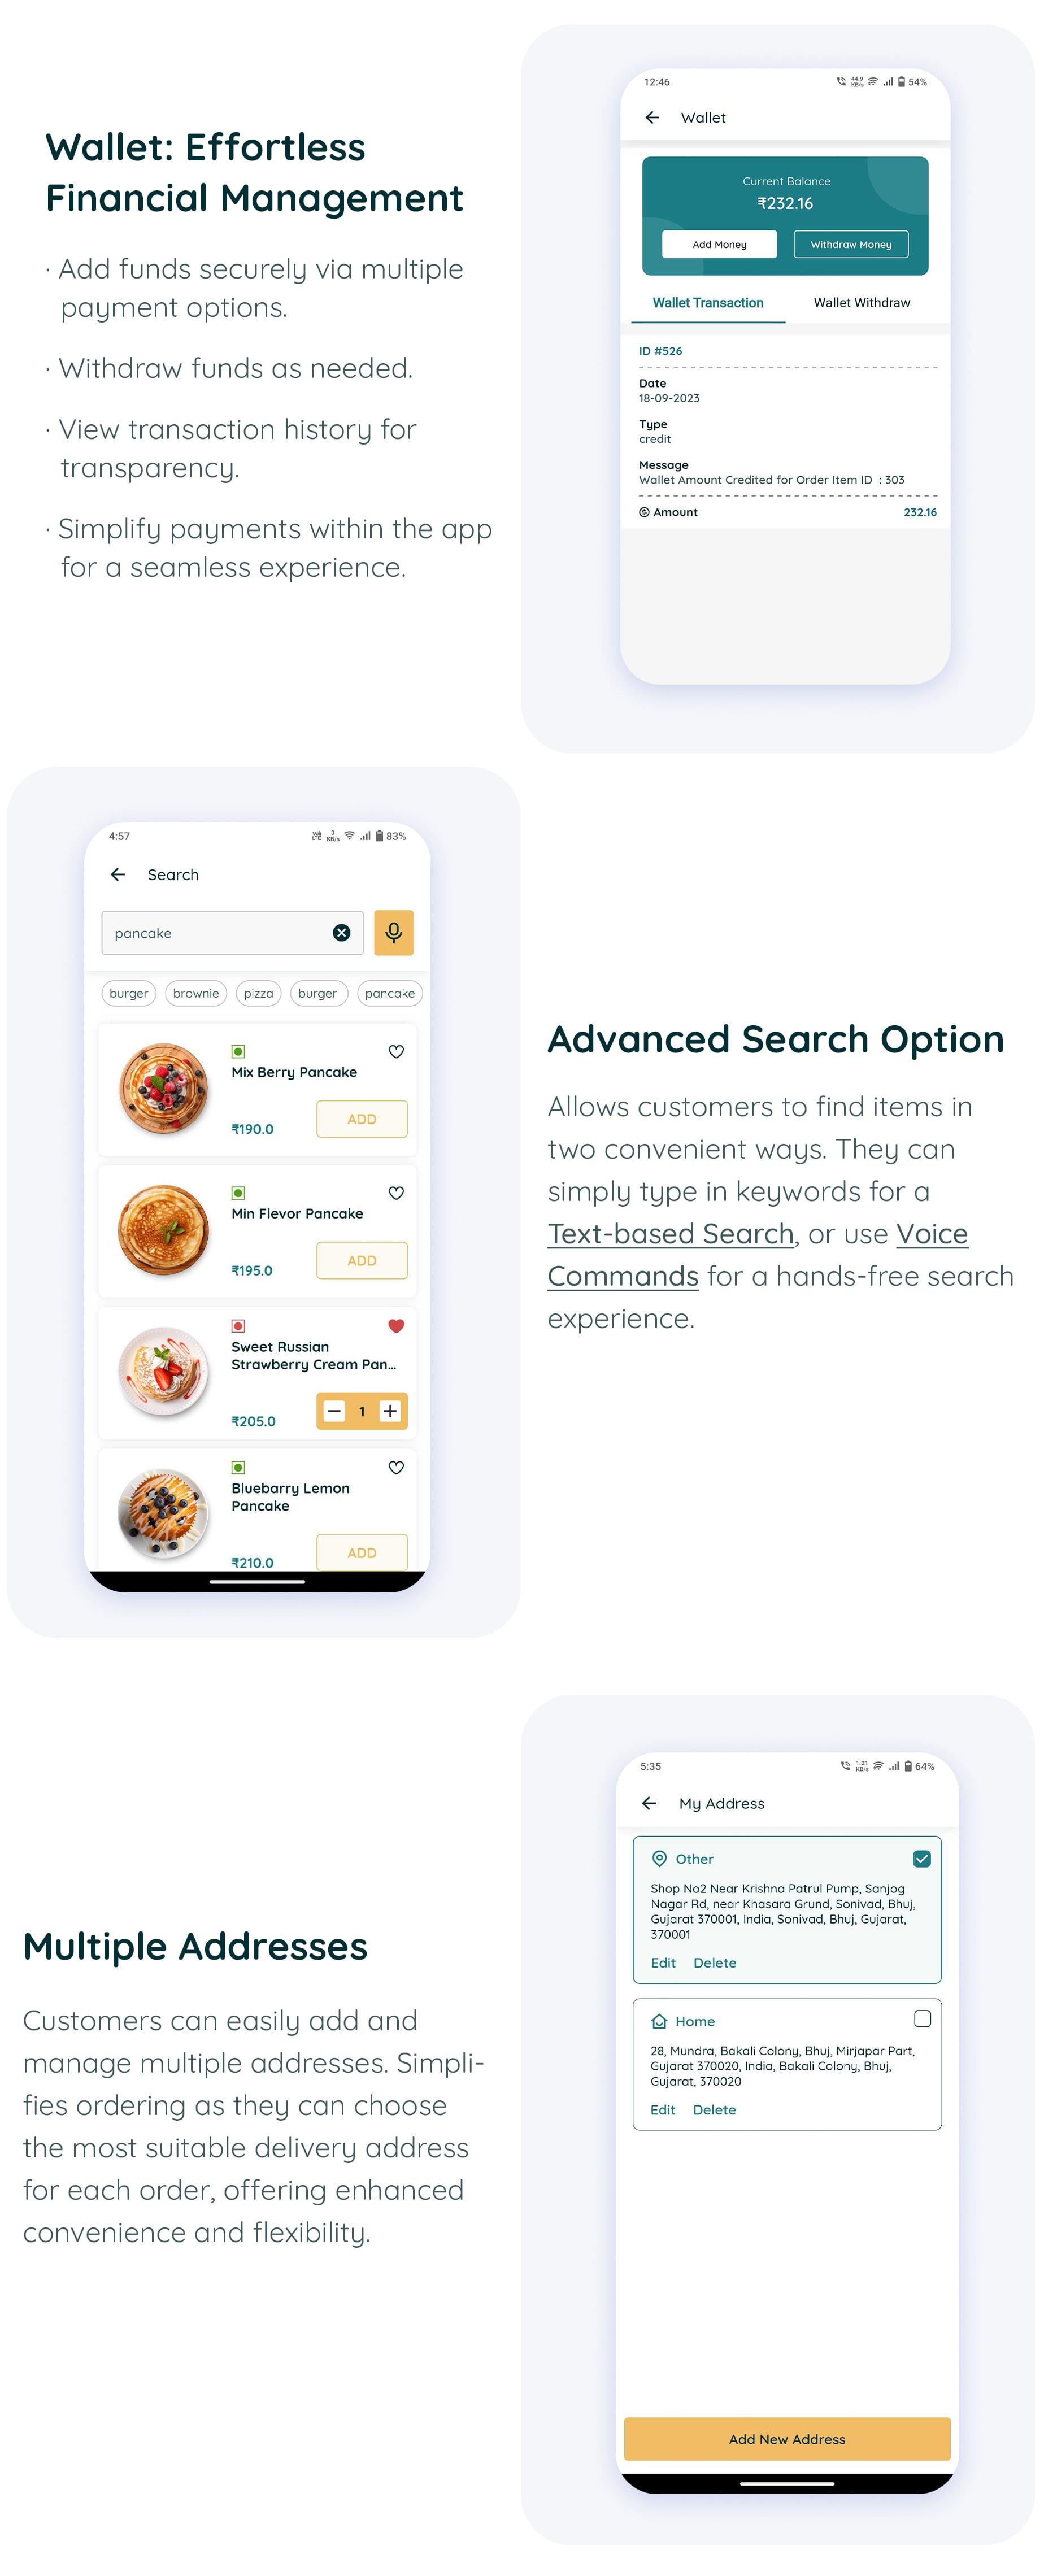 Wallet: Effortless
Financial Management
· Add funds securely via multiple
payment options.
· Withdraw funds as needed.
· View transaction history for
transparency.
· Simplify payments within the app
for a seamless experience.
12:46
44.9
KB/s
54%
Wallet
Current Balance
₹232.16
Add Money
Withdraw Money
Wallet Transaction
Wallet Withdraw
ID #526
Date
18-09-2023
Type
credit
Message
Wallet Amount Credited for Order Item ID : 303
Amount
232.16
4:57
0
KB/s
LTE
83%
Search
pancake
burger
brownie
pizza
burger
pancake
Mix Berry Pancake
₹190.0
ADD
Min Flevor Pancake
₹195.0
ADD
Sweet Russian
Strawberry Cream Pan...
₹205.0
1
Bluebarry Lemon
Pancake
₹210.0
ADD
Advanced Search Option
Allows customers to find items in
two convenient ways. They can
simply type in keywords for a
Text-based Search, or use Voice
Commands for a hands-free search
experience.
Multiple Addresses
Customers can easily add and
manage multiple addresses. Simpli-
fies ordering as they can choose
the most suitable delivery address
for each order, offering enhanced
convenience and flexibility.
5:35
1.21
KB/s
64%
My Address
Other
Shop No2 Near Krishna Patrul Pump, Sanjog
Nagar Rd, near Khasara Grund, Sonivad, Bhuj,
Gujarat 370001, India, Sonivad, Bhuj, Gujarat,
370001
Edit
Delete
Home
28, Mundra, Bakali Colony, Bhuj, Mirjapar Part,
Gujarat 370020, India, Bakali Colony, Bhuj,
Gujarat, 370020
Edit
Delete
Add New Address